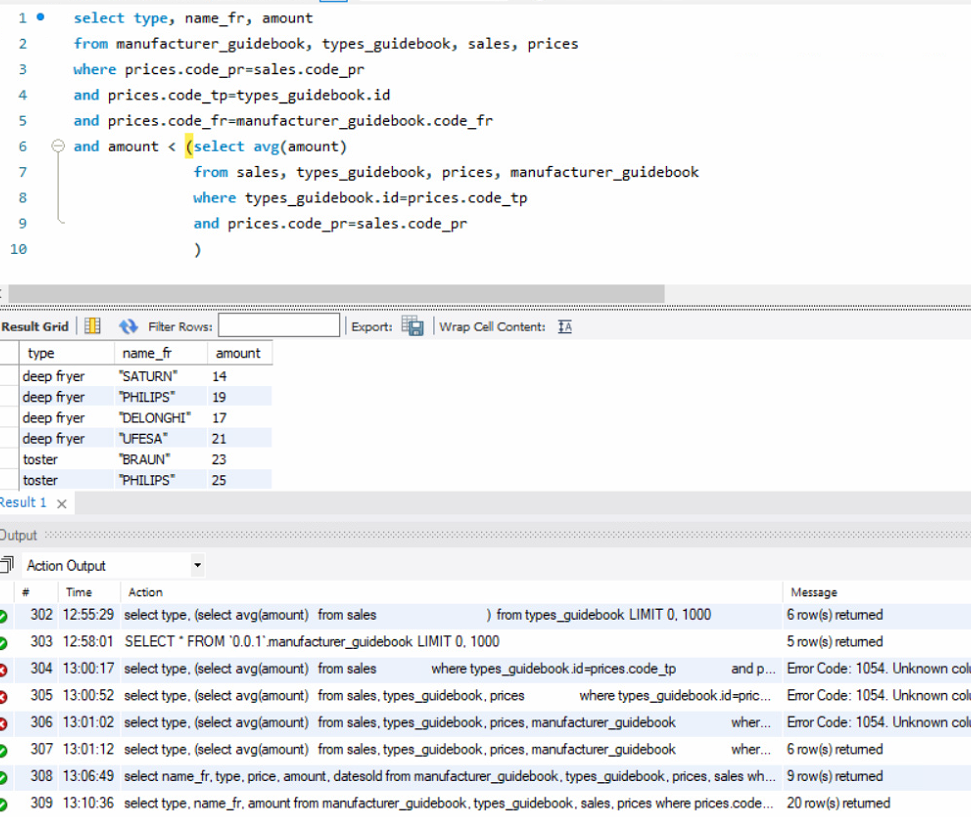 1 select type, name_fr, amount
2 from manufacturer_guidebook, types_guidebook, sales, prices
3 where prices.code_pr=sales.code_pr
4 and prices.code_tp=types_guidebook.id
5 and prices.code_fr=manufacturer_guidebook.code_fr
6 and amount < (select avg(amount)
7 from sales, types_guidebook, prices, manufacturer_guidebook
8 where types_guidebook.id=prices.code_tp
9 and prices.code_pr=sales.code_pr
10 )
Result Grid Filter Rows: Export: Wrap Cell Content:
type name_fr amount
deep fryer "SATURN" 14
deep fryer "PHILIPS" 19
deep fryer "DELONGHI" 17
deep fryer "UFESA" 21
toster "BRAUN" 23
toster "PHILIPS" 25
Result 1
Output
Action Output
# Time Action Message
302 12:55:29 select type, (select avg(amount) from sales ) from types_guidebook LIMIT 0, 1000 6 row(s) returned
303 12:58:01 SELECT * FROM `0.0.1`.manufacturer_guidebook LIMIT 0, 1000 5 row(s) returned
304 13:00:17 select type, (select avg(amount) from sales where types_guidebook.id=prices.code_tp and p... Error Code: 1054. Unknown colu
305 13:00:52 select type, (select avg(amount) from sales, types_guidebook, prices where types_guidebook.id=pric... Error Code: 1054. Unknown colu
306 13:01:02 select type, (select avg(amount) from sales, types_guidebook, prices, manufacturer_guidebook wher... Error Code: 1054. Unknown colu
307 13:01:12 select type, (select avg(amount) from sales, types_guidebook, prices, manufacturer_guidebook wher... 6 row(s) returned
308 13:06:49 select name_fr, type, price, amount, datesold from manufacturer_guidebook, types_guidebook, prices, sales wh... 9 row(s) returned
309 13:10:36 select type, name_fr, amount from manufacturer_guidebook, types_guidebook, sales, prices where prices.code... 20 row(s) returned